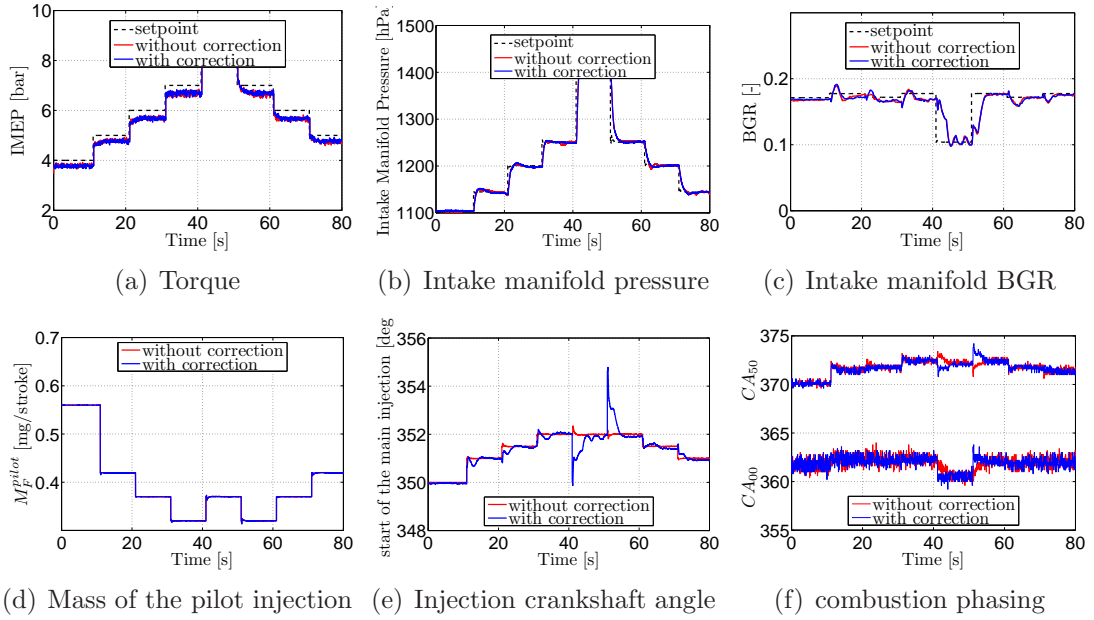 10
8
6
4
2
0
20
40
60
80
IMEP [bar]
Time [s]
setpoint
without correction
with correction
(a) Torque
1500
1400
1300
1200
1100
0
20
40
60
80
Intake Manifold Pressure [hPa]
Time [s]
setpoint
without correction
with correction
(b) Intake manifold pressure
0.2
0.1
0
0
20
40
60
80
BGR [-]
Time [s]
setpoint
without correction
with correction
(c) Intake manifold BGR
0.7
0.6
0.5
0.4
0
20
40
60
80
M_F^{pilot} [mg/stroke]
Time [s]
without correction
with correction
(d) Mass of the pilot injection
356
354
352
350
348
0
20
40
60
80
start of the main injection [deg
Time [s]
without correction
with correction
(e) Injection crankshaft angle
375
370
365
360
355
0
20
40
60
80
CA_{50}
CA_{00}
Time [s]
without correction
with correction
(f) combustion phasing